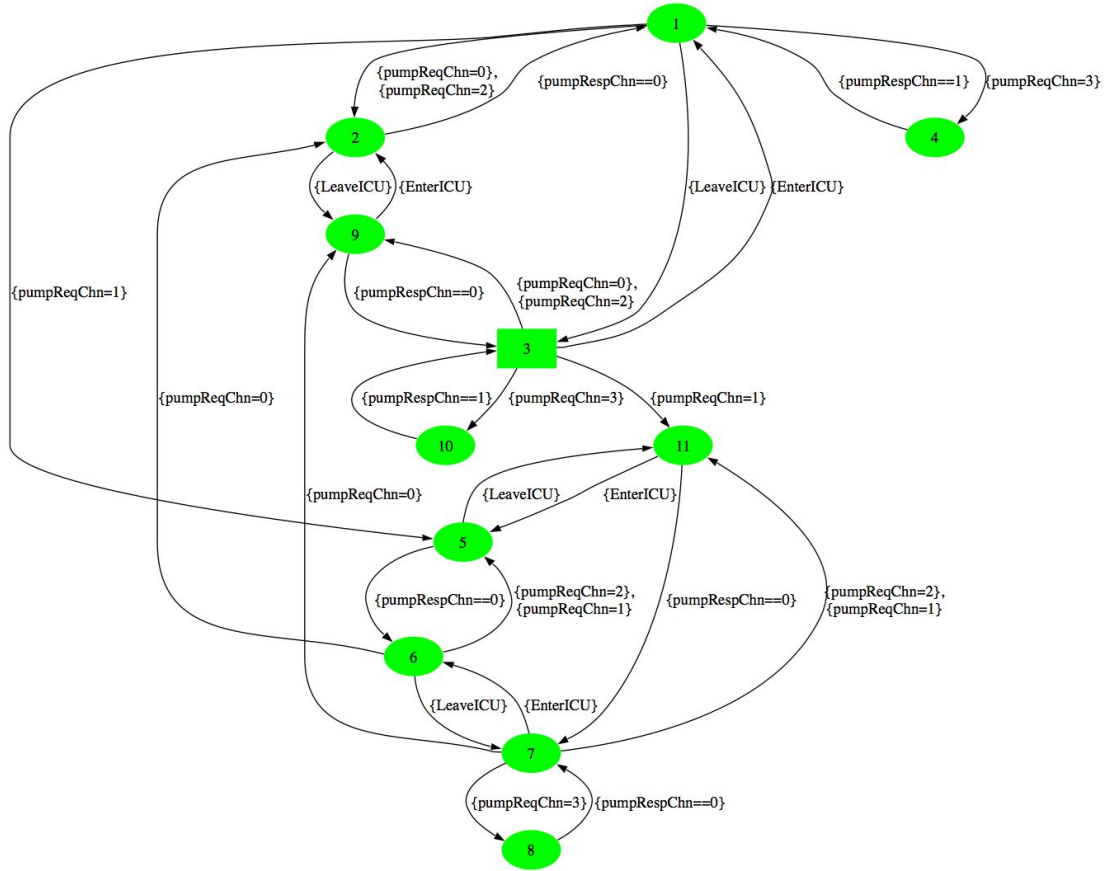 1
{pumpReqChn=0},
{pumpReqChn=2}
{pumpRespChn==0}
{pumpRespChn==1}
{pumpReqChn=3}
2
4
{LeaveICU}
{EnterICU}
{LeaveICU}
{EnterICU}
9
{pumpReqChn=1}
{pumpRespChn==0}
{pumpReqChn=0},
{pumpReqChn=2}
3
{pumpReqChn=0}
{pumpRespChn==1}
{pumpReqChn=3}
{pumpReqChn=1}
10
11
{pumpReqChn=0}
{LeaveICU}
{EnterICU}
5
{pumpRespChn==0}
{pumpReqChn=2},
{pumpReqChn=1}
{pumpRespChn==0}
{pumpReqChn=2},
{pumpReqChn=1}
6
{LeaveICU}
{EnterICU}
7
{pumpReqChn=3}
{pumpRespChn==0}
8